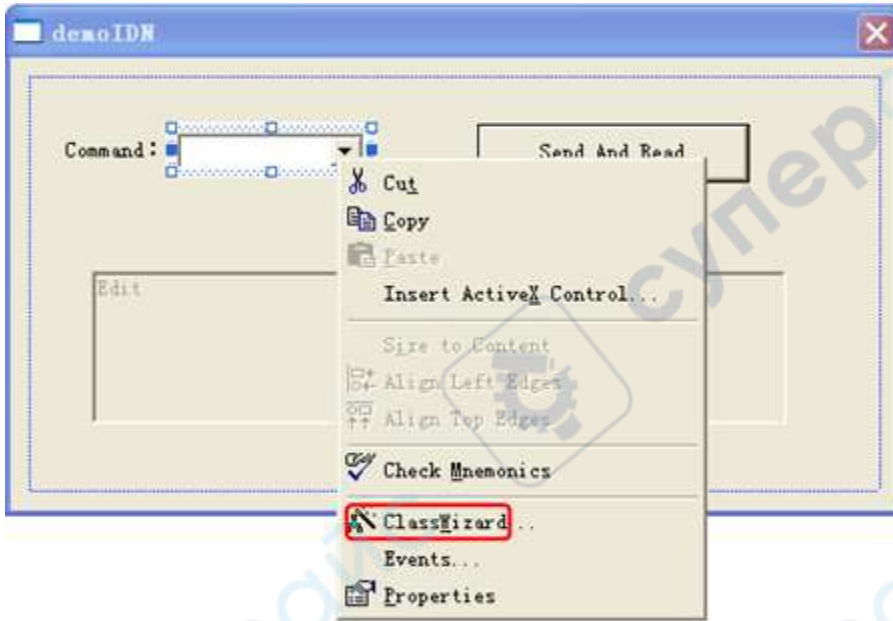 demoIDN
Command:
Send And Read
Edit
Cut
Copy
Paste
Insert ActiveX Control...
Size to Content
Align Left Edges
Align Top Edges
Check Mnemonics
ClassWizard...
Events...
Properties